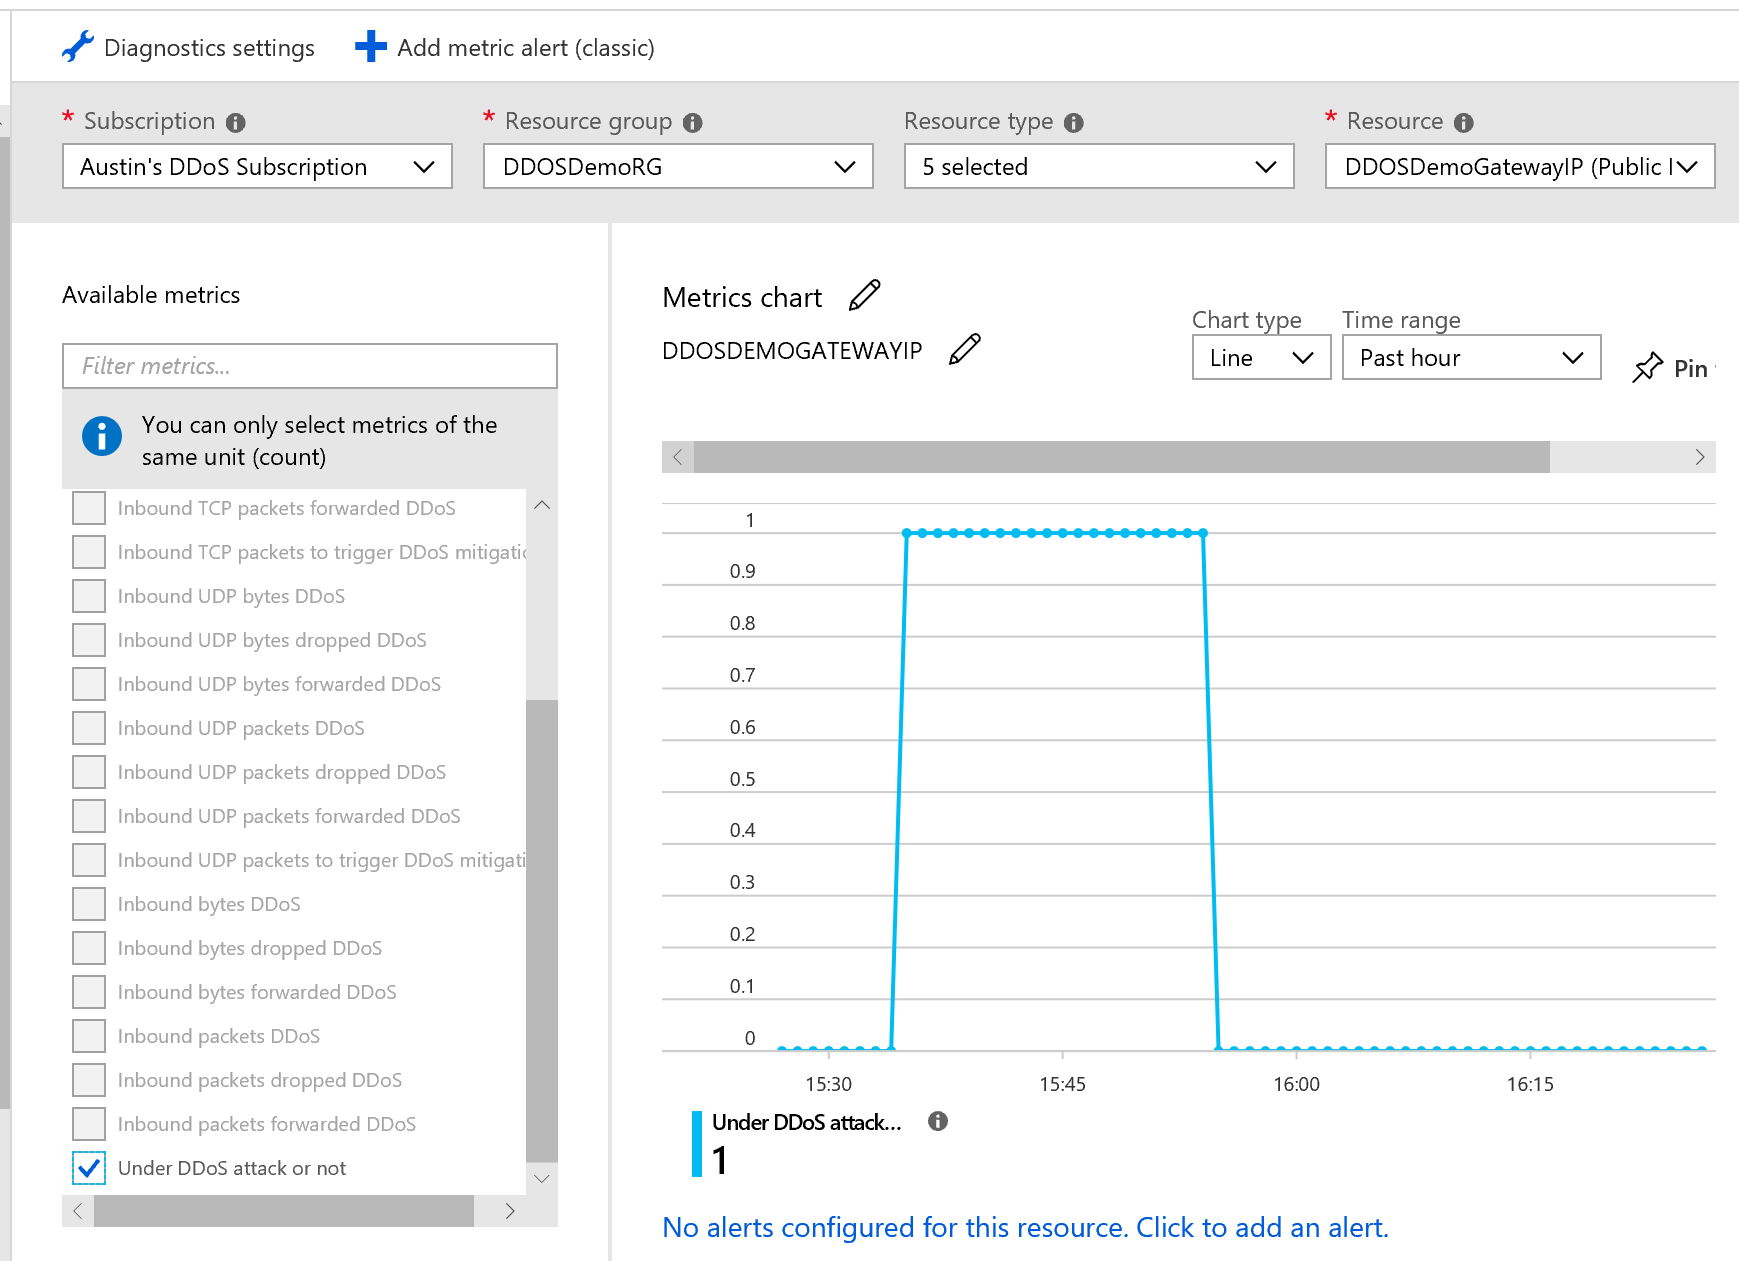 Diagnostics settings
Add metric alert (classic)
* Subscription
* Resource group
Resource type
* Resource
Austin's DDoS Subscription
DDOSDemoRG
5 selected
DDOSDemoGatewayIP (Public I
Available metrics
Filter metrics...
You can only select metrics of the
same unit (count)
Inbound TCP packets forwarded DDoS
Inbound TCP packets to trigger DDoS mitigatic
Inbound UDP bytes DDoS
Inbound UDP bytes dropped DDoS
Inbound UDP bytes forwarded DDoS
Inbound UDP packets DDoS
Inbound UDP packets dropped DDoS
Inbound UDP packets forwarded DDoS
Inbound UDP packets to trigger DDoS mitigati
Inbound bytes DDoS
Inbound bytes dropped DDoS
Inbound bytes forwarded DDoS
Inbound packets DDoS
Inbound packets dropped DDoS
Inbound packets forwarded DDoS
Under DDoS attack or not
Metrics chart
DDOSDEMOGATEWAYIP
Chart type
Time range
Line
Past hour
Pin
1
0.9
0.8
0.7
0.6
0.5
0.4
0.3
0.2
0.1
0
15:30
15:45
16:00
16:15
Under DDoS attack...
1
No alerts configured for this resource. Click to add an alert.